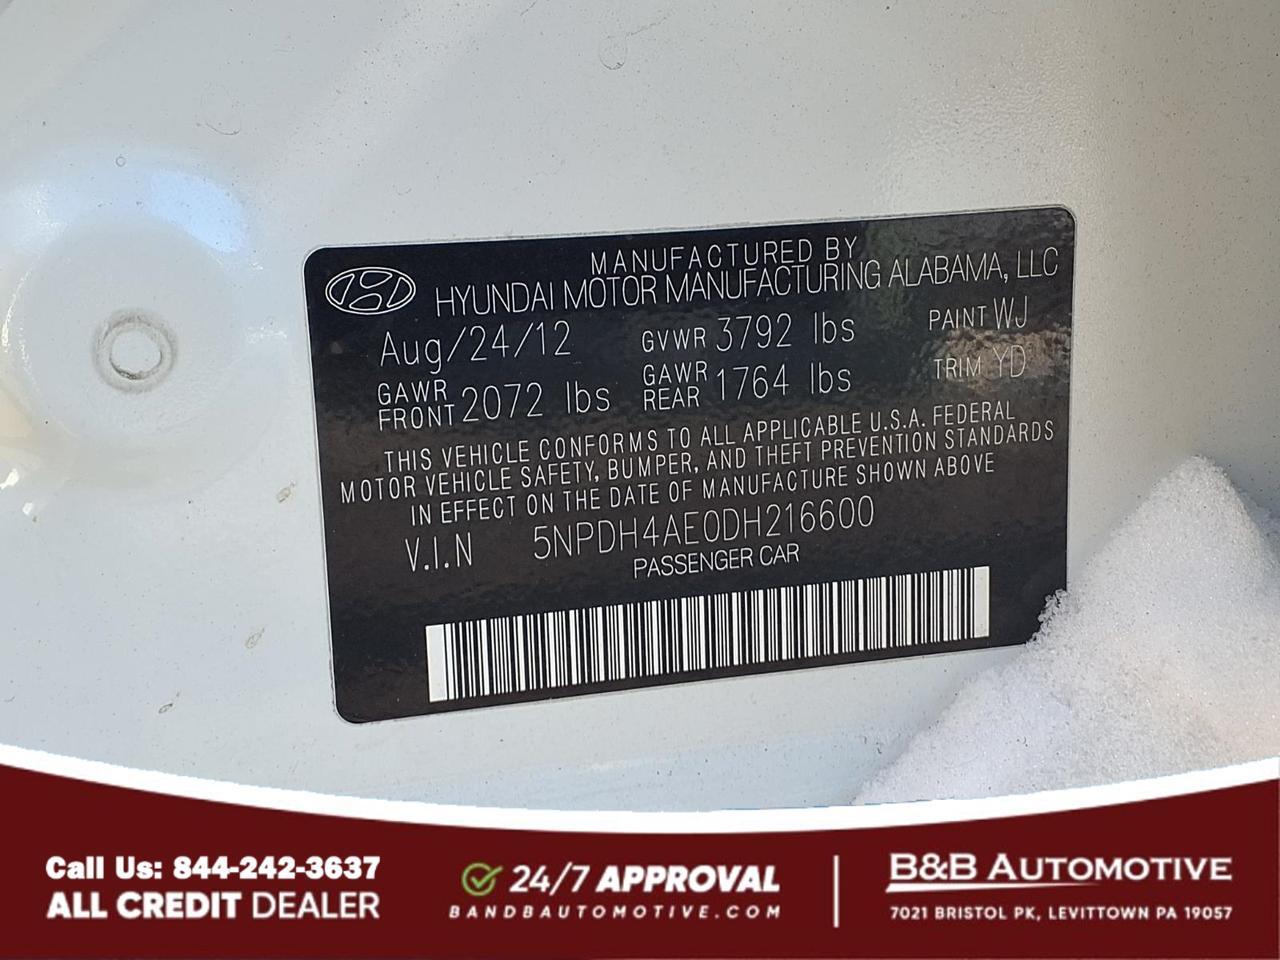 MANUFACTURED BY
HYUNDAI MOTOR MANUFACTURING ALABAMA, LLC
Aug/24/12 GVWR 3792 lbs PAINT WJ
GAWR FRONT 2072 lbs GAWR REAR 1764 lbs TRIM YD
THIS VEHICLE CONFORMS TO ALL APPLICABLE U.S.A. FEDERAL
MOTOR VEHICLE SAFETY, BUMPER, AND THEFT PREVENTION STANDARDS
IN EFFECT ON THE DATE OF MANUFACTURE SHOWN ABOVE
V.I.N 5NPDH4AE0DH216600
PASSENGER CAR
Call Us: 844-242-3637
ALL CREDIT DEALER
24/7 APPROVAL
BANDBAUTOMOTIVE.COM
B&B AUTOMOTIVE
7021 BRISTOL PK, LEVITTOWN PA 19057